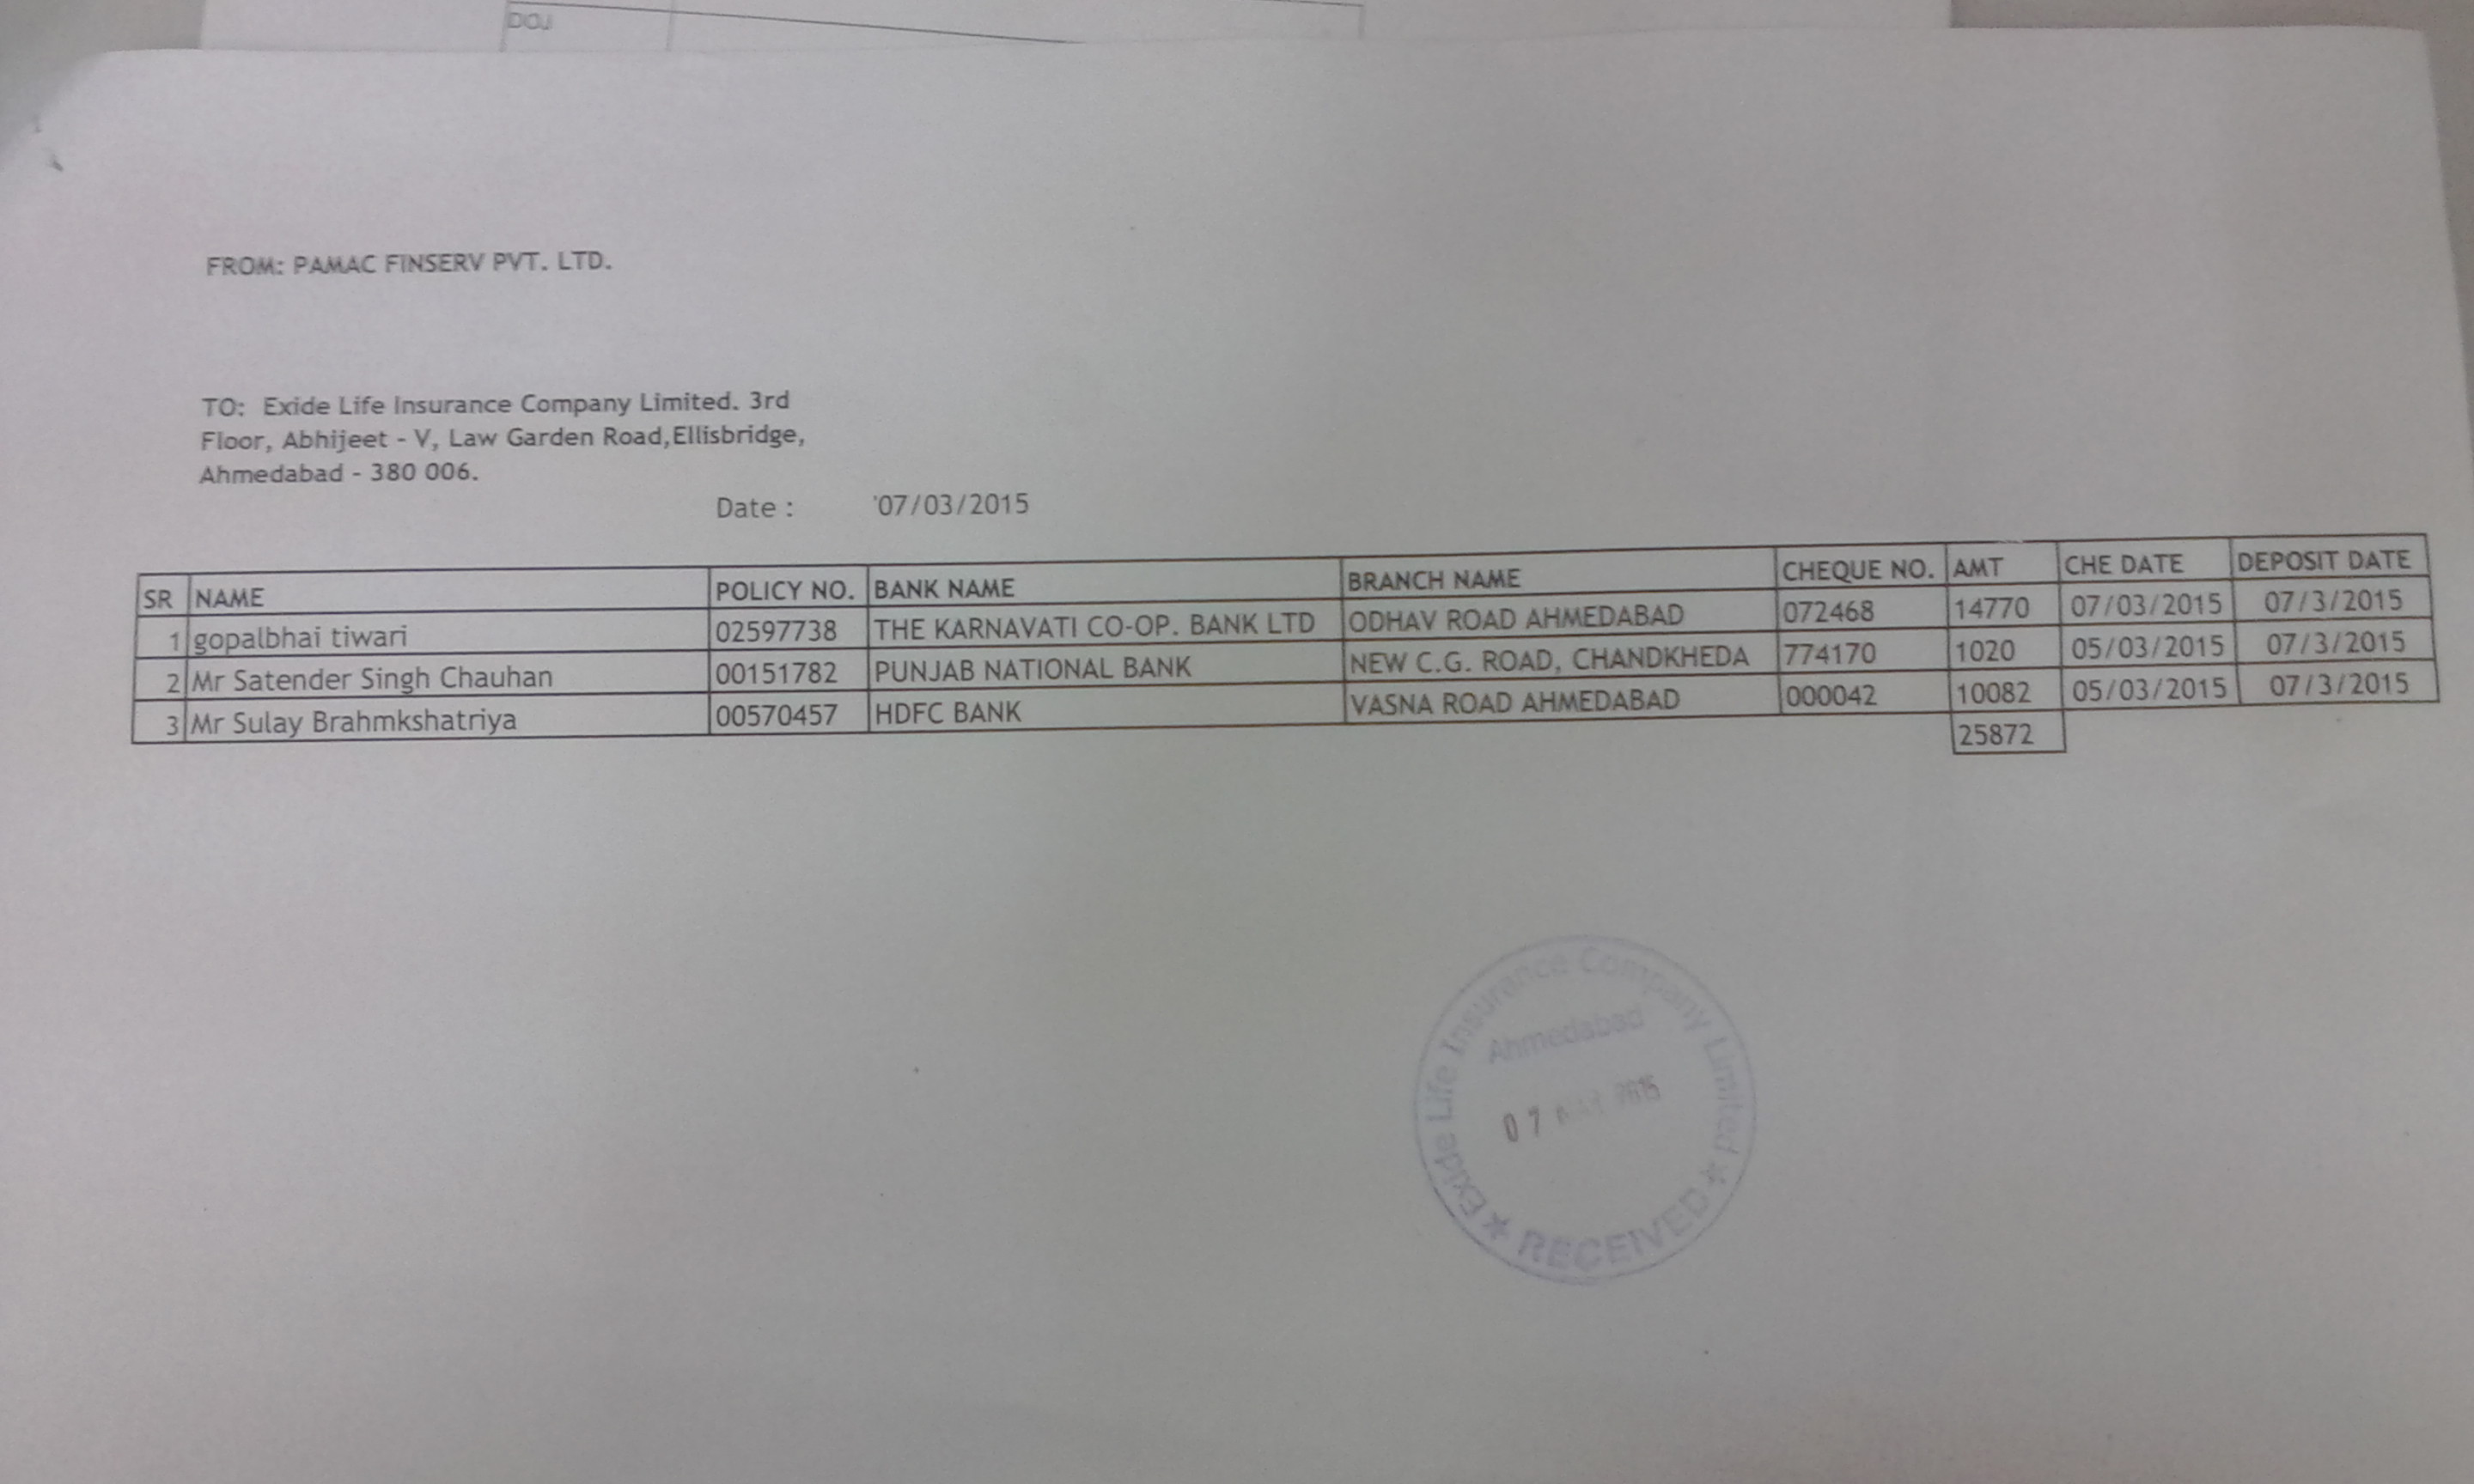 DOJ
FROM: PAMAC FINSERV PVT. LTD.
TO: Exide Life Insurance Company Limited. 3rd
Floor, Abhijeet - V, Law Garden Road,Ellisbridge,
Ahmedabad - 380 006.
Date : '07/03/2015
SR NAME POLICY NO. BANK NAME BRANCH NAME CHEQUE NO. AMT CHE DATE DEPOSIT DATE
1 gopalbhai tiwari 02597738 THE KARNAVATI CO-OP. BANK LTD ODHAV ROAD AHMEDABAD 072468 14770 07/03/2015 07/3/2015
2 Mr Satender Singh Chauhan 00151782 PUNJAB NATIONAL BANK NEW C.G. ROAD, CHANDKHEDA 774170 1020 05/03/2015 07/3/2015
3 Mr Sulay Brahmkshatriya 00570457 HDFC BANK VASNA ROAD AHMEDABAD 000042 10082 05/03/2015 07/3/2015
25872
Exide Life Insurance Company Limited
Ahmedabad
07 2015
★ RECEIVED ★